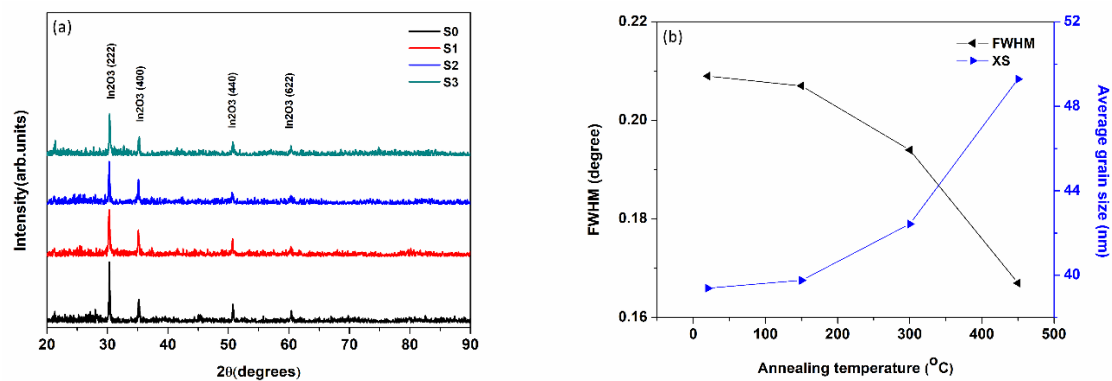 (a)
S0
S1
S2
S3
In2O3 (222)
In2O3 (400)
In2O3 (440)
In2O3 (622)
Intensity(arb.units)
20 30 40 50 60 70 80 90
2θ(degrees)
(b)
FWHM
XS
0.22
0.20
0.18
0.16
FWHM (degree)
52
48
44
40
Average grain size (nm)
0 100 200 300 400 500
Annealing temperature (°C)